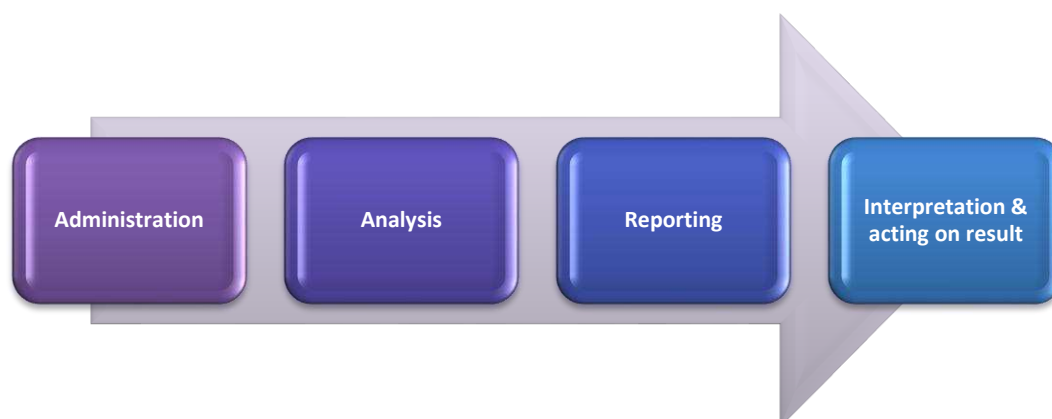 Administration
Analysis
Reporting
Interpretation &
acting on result